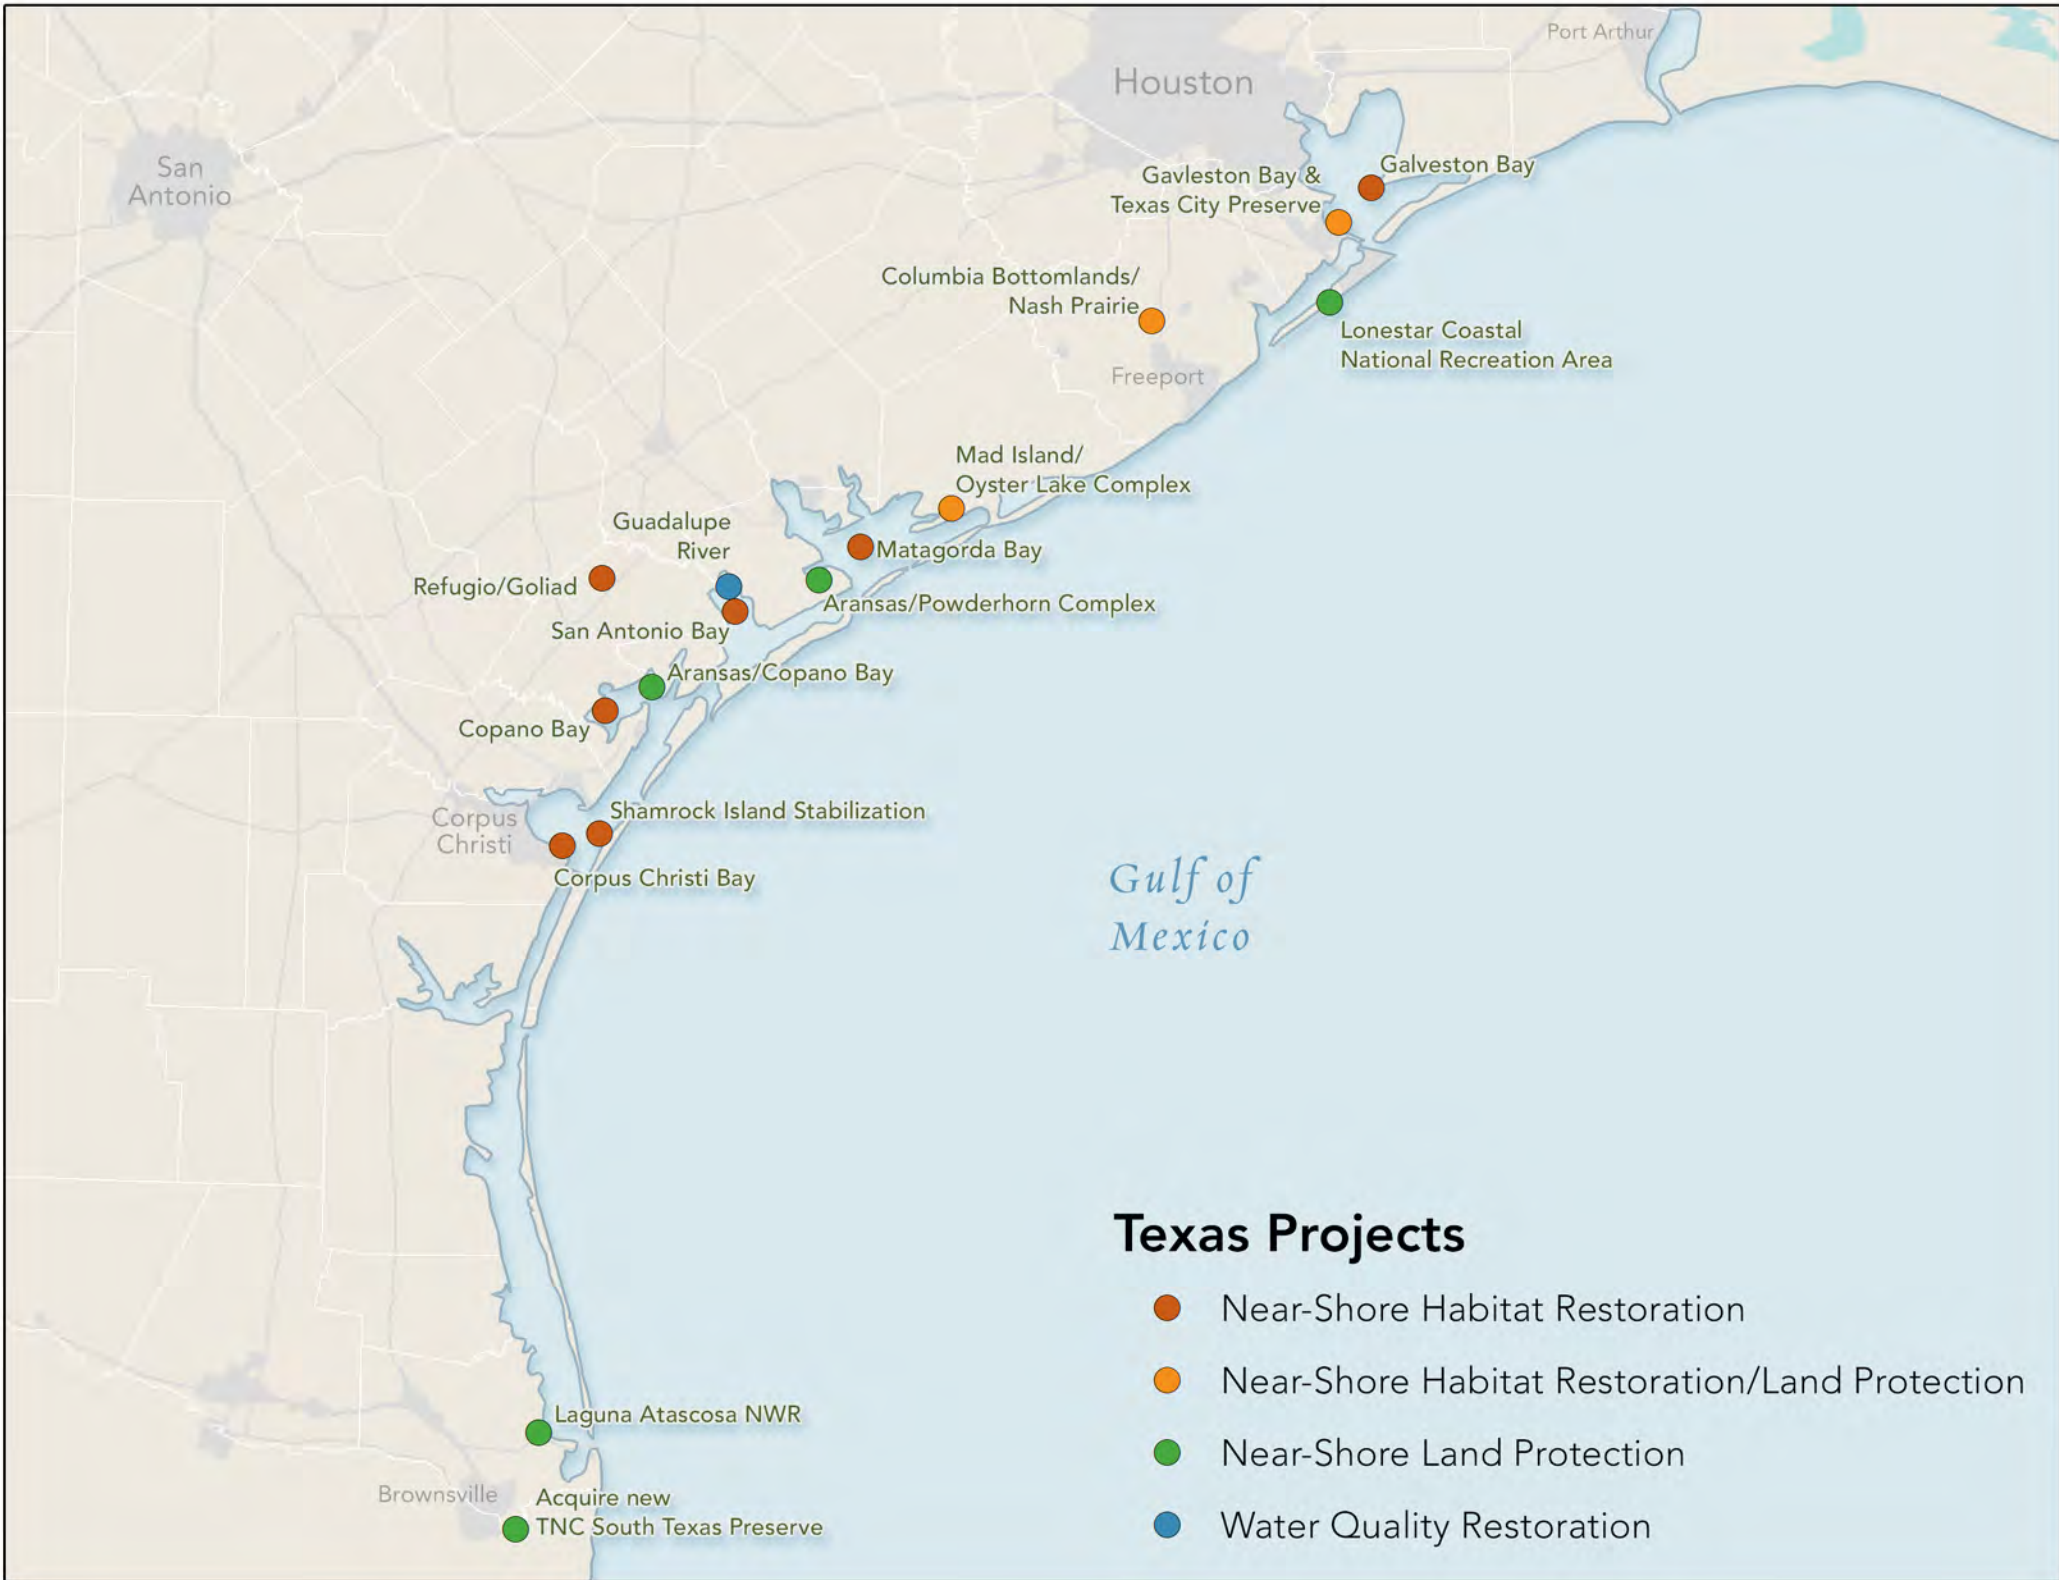 Port Arthur
Houston
San
Antonio
Galveston Bay
Gavleston Bay &
Texas City Preserve
Columbia Bottomlands/
Nash Prairie
Lonestar Coastal
National Recreation Area
Freeport
Mad Island/
Oyster Lake Complex
Guadalupe
River
Matagorda Bay
Refugio/Goliad
Aransas/Powderhorn Complex
San Antonio Bay
Aransas/Copano Bay
Copano Bay
Shamrock Island Stabilization
Corpus
Christi
Corpus Christi Bay
Gulf of
Mexico
Texas Projects
Near-Shore Habitat Restoration
Near-Shore Habitat Restoration/Land Protection
Near-Shore Land Protection
Water Quality Restoration
Laguna Atascosa NWR
Brownsville
Acquire new
TNC South Texas Preserve